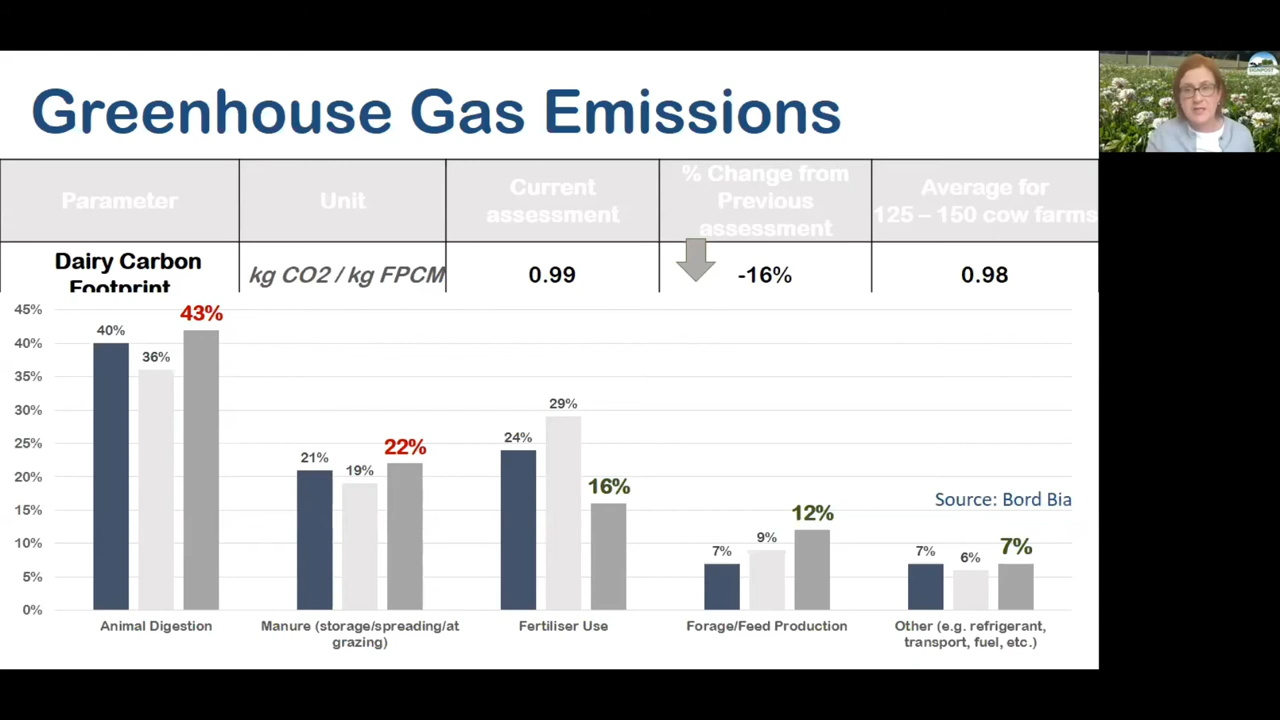 Greenhouse Gas Emissions
Parameter
Unit
Current
assessment
% Change from
Previous
assessment
Average for
125 – 150 cow farms
Dairy Carbon
Footprint
kg CO2 / kg FPCM
0.99
-16%
0.98
45%
40%
35%
30%
25%
20%
15%
10%
5%
0%
40%
36%
43%
21%
19%
22%
24%
29%
16%
7%
9%
12%
7%
6%
7%
Source: Bord Bia
Animal Digestion
Manure (storage/spreading/at
grazing)
Fertiliser Use
Forage/Feed Production
Other (e.g. refrigerant,
transport, fuel, etc.)
SIGNPOST